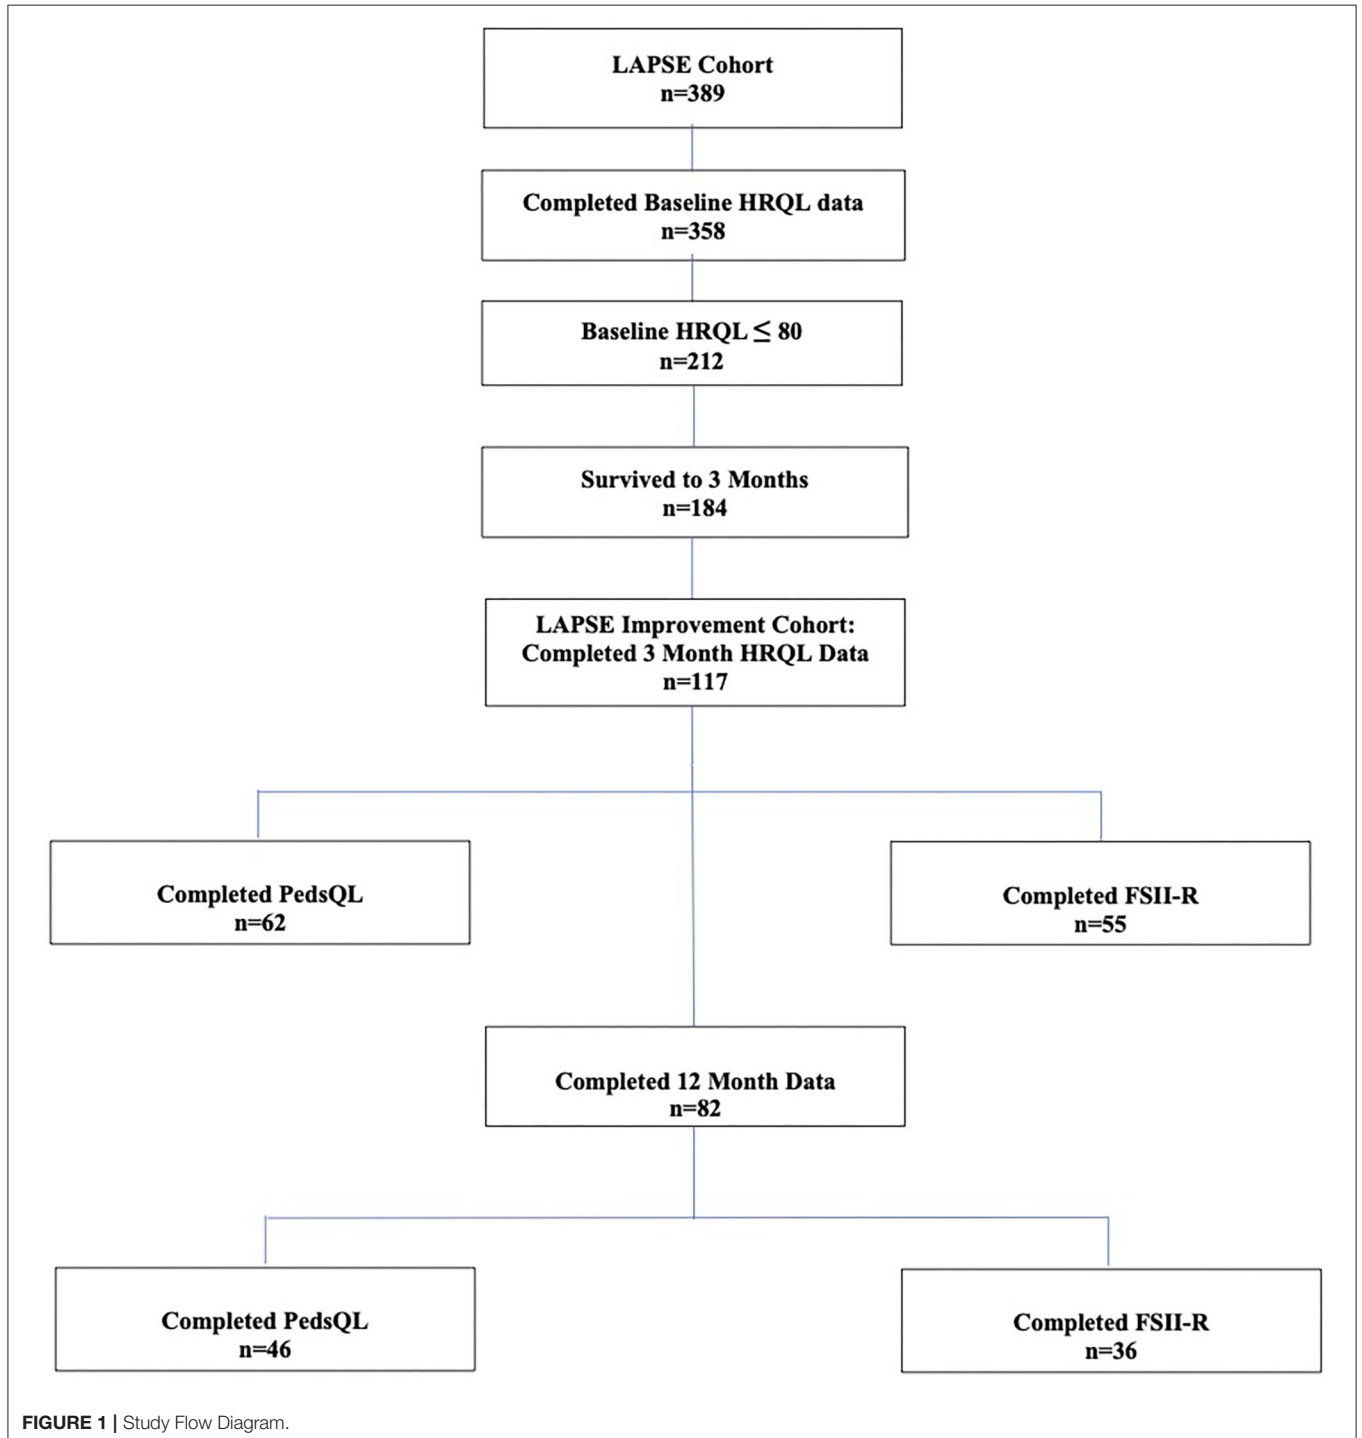 LAPSE Cohort
n=389
Completed Baseline HRQL data
n=358
Baseline HRQL ≤ 80
n=212
Survived to 3 Months
n=184
LAPSE Improvement Cohort:
Completed 3 Month HRQL Data
n=117
Completed PedsQL
n=62
Completed FSII-R
n=55
Completed 12 Month Data
n=82
Completed PedsQL
n=46
Completed FSII-R
n=36
FIGURE 1 | Study Flow Diagram.